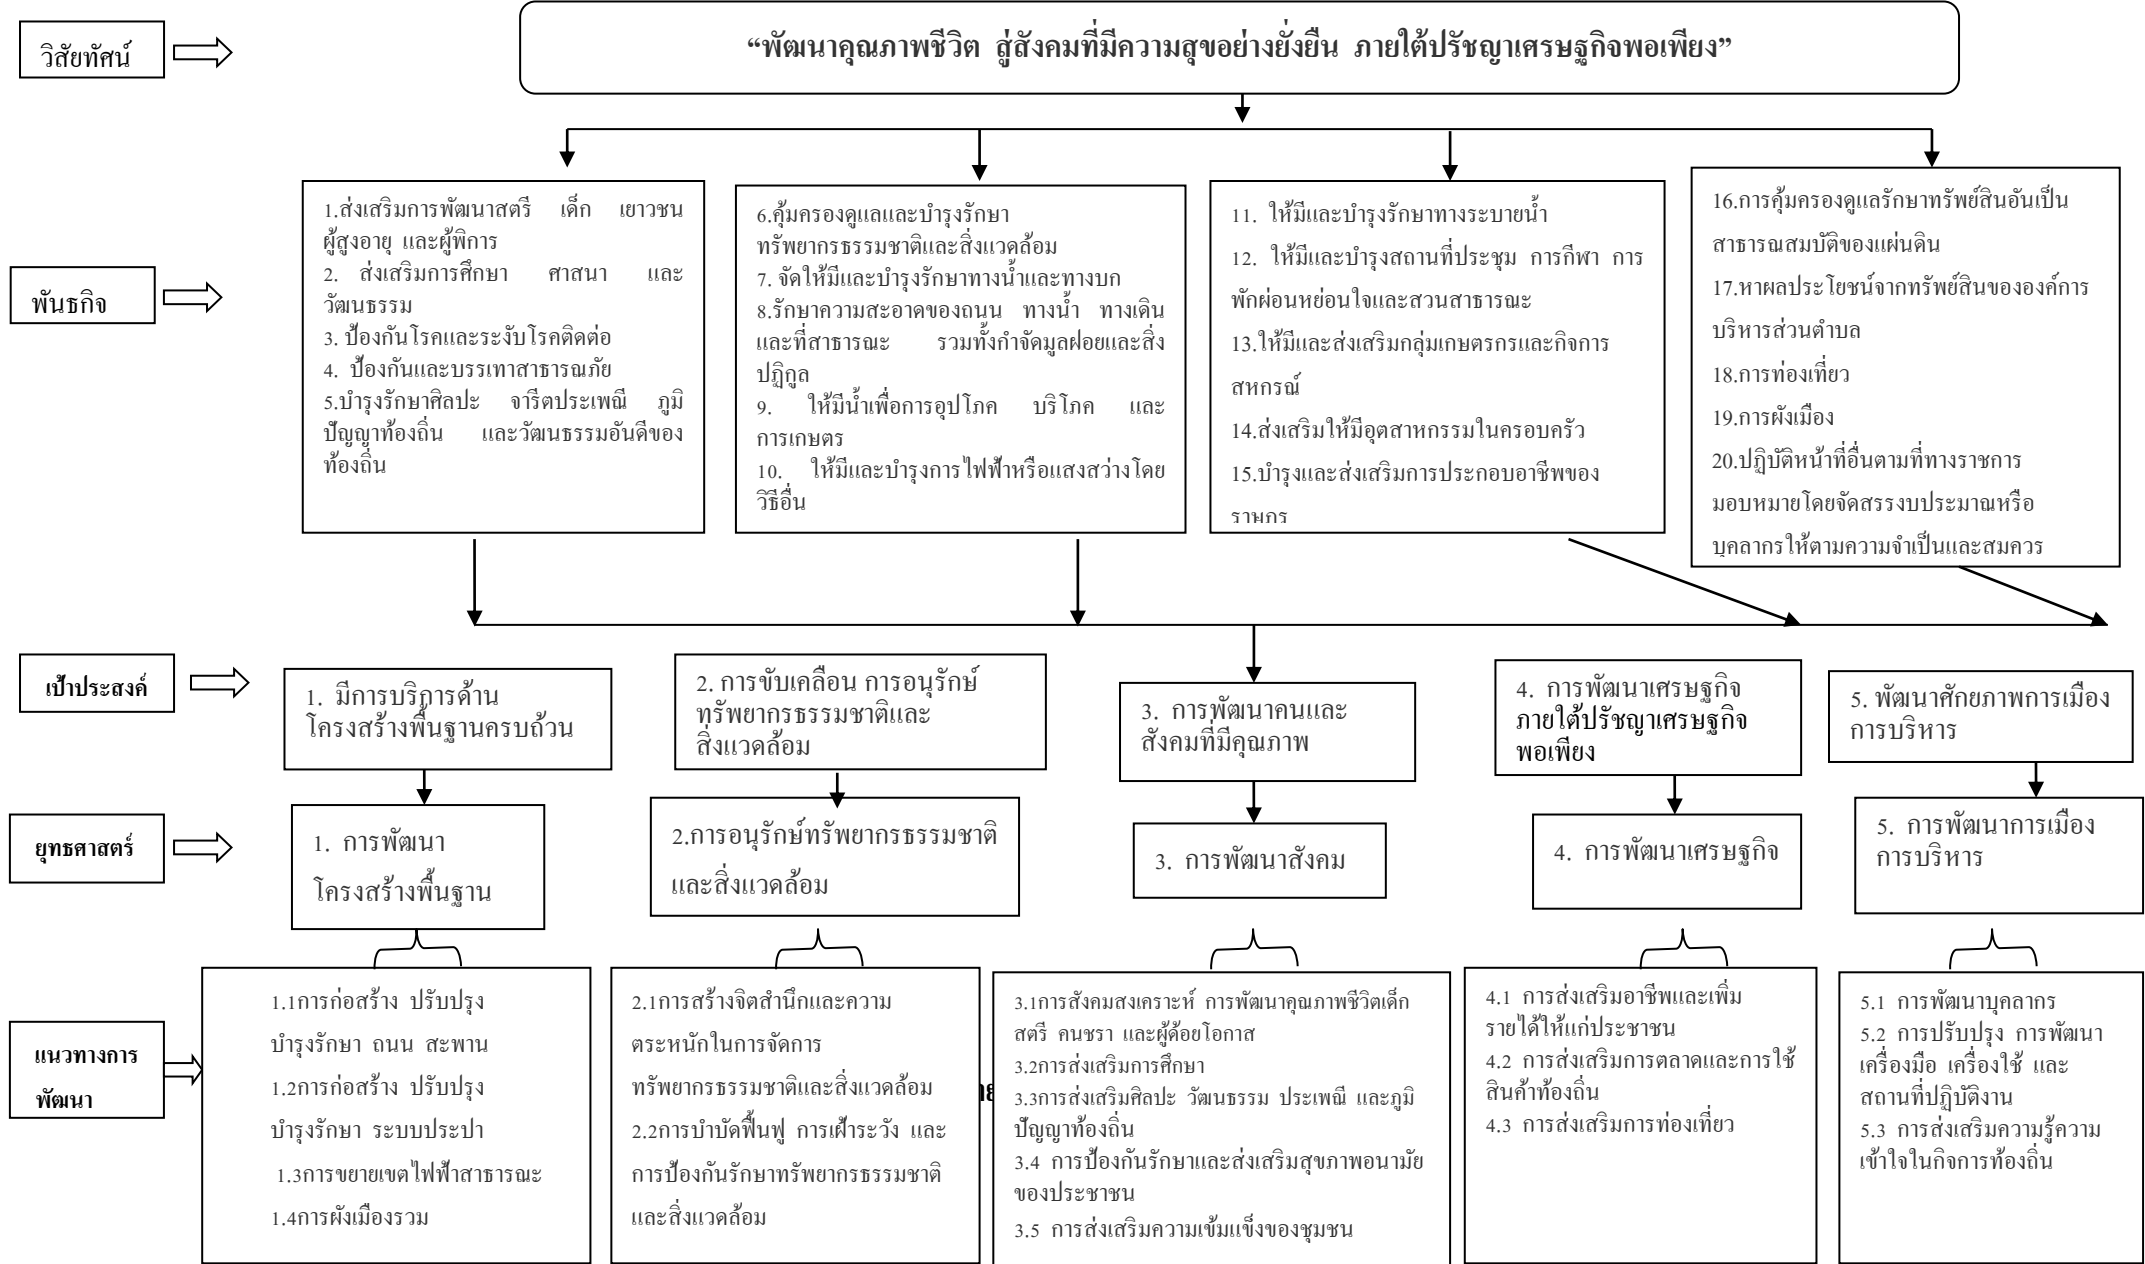 วิสัยทัศน์
“พัฒนาคุณภาพชีวิต สู่สังคมที่มีความสุขอย่างยั่งยืน ภายใต้ปรัชญาเศรษฐกิจพอเพียง”
พันธกิจ
1.ส่งเสริมการพัฒนาสตรี เด็ก เยาวชน
ผู้สูงอายุ และผู้พิการ
2. ส่งเสริมการศึกษา ศาสนา และ
วัฒนธรรม
3. ป้องกันโรคและระงับโรคติดต่อ
4. ป้องกันและบรรเทาสาธารณภัย
5.บำรุงรักษาศิลปะ จารีตประเพณี ภูมิ
ปัญญาท้องถิ่น และวัฒนธรรมอันดีของ
ท้องถิ่น
6.คุ้มครองดูแลและบำรุงรักษา
ทรัพยากรธรรมชาติและสิ่งแวดล้อม
7. จัดให้มีและบำรุงรักษาทางน้ำและทางบก
8.รักษาความสะอาดของถนน ทางน้ำ ทางเดิน
และที่สาธารณะ รวมทั้งกำจัดมูลฝอยและสิ่ง
ปฏิกูล
9. ให้มีน้ำเพื่อการอุปโภค บริโภค และ
การเกษตร
10. ให้มีและบำรุงการไฟฟ้าหรือแสงสว่างโดย
วิธีอื่น
11. ให้มีและบำรุงรักษาทางระบายน้ำ
12. ให้มีและบำรุงสถานที่ประชุม การกีฬา การ
พักผ่อนหย่อนใจและสวนสาธารณะ
13.ให้มีและส่งเสริมกลุ่มเกษตรกรและกิจการ
สหกรณ์
14.ส่งเสริมให้มีอุตสาหกรรมในครอบครัว
15.บำรุงและส่งเสริมการประกอบอาชีพของ
ราษฎร
16.การคุ้มครองดูแลรักษาทรัพย์สินอันเป็น
สาธารณสมบัติของแผ่นดิน
17.หาผลประโยชน์จากทรัพย์สินขององค์การ
บริหารส่วนตำบล
18.การท่องเที่ยว
19.การผังเมือง
20.ปฏิบัติหน้าที่อื่นตามที่ทางราชการ
มอบหมายโดยจัดสรรงบประมาณหรือ
บุคลากรให้ตามความจำเป็นและสมควร
เป้าประสงค์
1. มีการบริการด้าน
โครงสร้างพื้นฐานครบถ้วน
2. การขับเคลือน การอนุรักษ์
ทรัพยากรธรรมชาติและ
สิ่งแวดล้อม
3. การพัฒนาคนและ
สังคมที่มีคุณภาพ
4. การพัฒนาเศรษฐกิจ
ภายใต้ปรัชญาเศรษฐกิจ
พอเพียง
5. พัฒนาศักยภาพการเมือง
การบริหาร
ยุทธศาสตร์
1. การพัฒนา
โครงสร้างพื้นฐาน
2.การอนุรักษ์ทรัพยากรธรรมชาติ
และสิ่งแวดล้อม
3. การพัฒนาสังคม
4. การพัฒนาเศรษฐกิจ
5. การพัฒนาการเมือง
การบริหาร
แนวทางการ
พัฒนา
1.1การก่อสร้าง ปรับปรุง
บำรุงรักษา ถนน สะพาน
1.2การก่อสร้าง ปรับปรุง
บำรุงรักษา ระบบประปา
1.3การขยายเขตไฟฟ้าสาธารณะ
1.4การผังเมืองรวม
2.1การสร้างจิตสำนึกและความ
ตระหนักในการจัดการ
ทรัพยากรธรรมชาติและสิ่งแวดล้อม
2.2การบำบัดฟื้นฟู การเฝ้าระวัง และ
การป้องกันรักษาทรัพยากรธรรมชาติ
และสิ่งแวดล้อม
3.1การสังคมสงเคราะห์ การพัฒนาคุณภาพชีวิตเด็ก
สตรี คนชรา และผู้ด้อยโอกาส
3.2การส่งเสริมการศึกษา
3.3การส่งเสริมศิลปะ วัฒนธรรม ประเพณี และภูมิ
ปัญญาท้องถิ่น
3.4 การป้องกันรักษาและส่งเสริมสุขภาพอนามัย
ของประชาชน
3.5 การส่งเสริมความเข้มแข็งของชุมชน
4.1 การส่งเสริมอาชีพและเพิ่ม
รายได้ให้แก่ประชาชน
4.2 การส่งเสริมการตลาดและการใช้
สินค้าท้องถิ่น
4.3 การส่งเสริมการท่องเที่ยว
5.1 การพัฒนาบุคลากร
5.2 การปรับปรุง การพัฒนา
เครื่องมือ เครื่องใช้ และ
สถานที่ปฏิบัติงาน
5.3 การส่งเสริมความรู้ความ
เข้าใจในกิจการท้องถิ่น